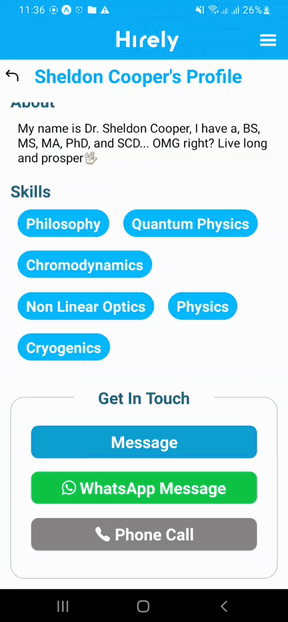 11:36 26%
Hirely
Sheldon Cooper's Profile
About
My name is Dr. Sheldon Cooper, I have a, BS,
MS, MA, PhD, and SCD... OMG right? Live long
and prosper🖖
Skills
Philosophy Quantum Physics
Chromodynamics
Non Linear Optics Physics
Cryogenics
Get In Touch
Message
WhatsApp Message
Phone Call